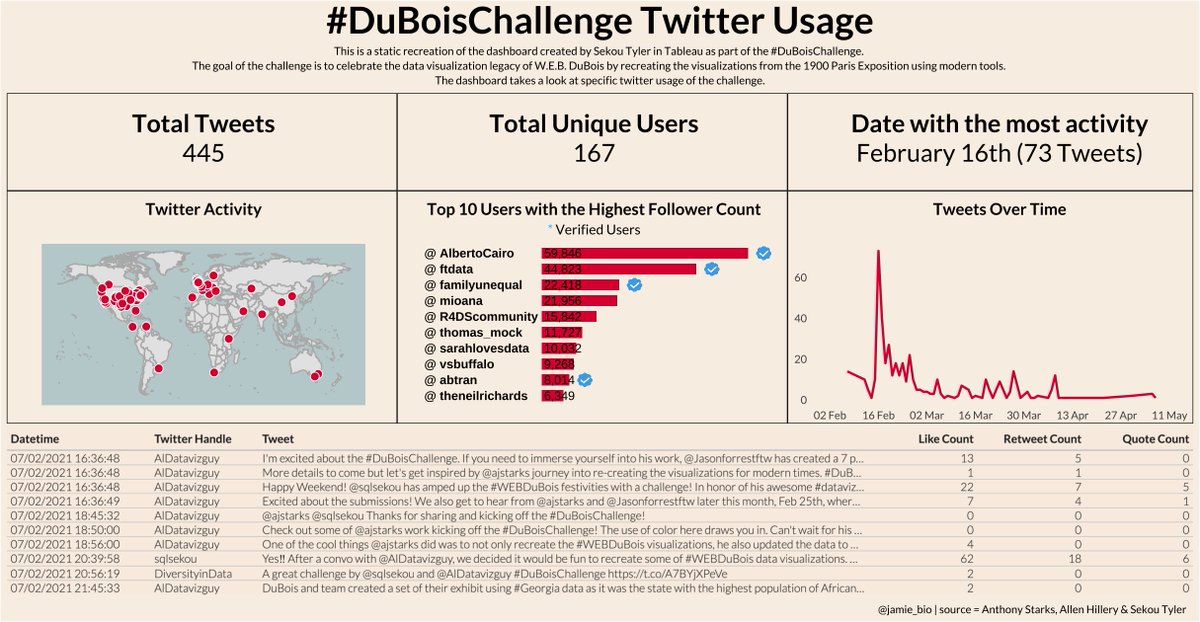 #DuBoisChallenge Twitter Usage
This is a static recreation of the dashboard created by Sekou Tyler in Tableau as part of the #DuBoisChallenge.
The goal of the challenge is to celebrate the data visualization legacy of W.E.B. DuBois by recreating the visualizations from the 1900 Paris Exposition using modern tools.
The dashboard takes a look at specific twitter usage of the challenge.
Total Tweets
445
Total Unique Users
167
Date with the most activity
February 16th (73 Tweets)
Twitter Activity
Top 10 Users with the Highest Follower Count
* Verified Users
@ AlbertoCairo 59,846
@ ftdata 44,823
@ familyunequal 22,418
@ mioana 21,956
@ R4DScommunity 15,842
@ thomas_mock 11,727
@ sarahlovesdata 10,032
@ vsbuffalo 9,268
@ abtran 8,014
@ theneilrichards 6,349
Tweets Over Time
60
40
20
0
02 Feb 16 Feb 02 Mar 16 Mar 30 Mar 13 Apr 27 Apr 11 May
Datetime Twitter Handle Tweet Like Count Retweet Count Quote Count
07/02/2021 16:36:48 AlDatavizguy I'm excited about the #DuBoisChallenge. If you need to immerse yourself into his work, @Jasonforrestftw has created a 7 p... 13 5 0
07/02/2021 16:36:48 AlDatavizguy More details to come but let's get inspired by @ajstarks journey into re-creating the visualizations for modern times. #DuB... 1 1 0
07/02/2021 16:36:48 AlDatavizguy Happy Weekend! @sqlsekou has amped up the #WEBDuBois festivities with a challenge! In honor of his awesome #dataviz... 22 7 5
07/02/2021 16:36:49 AlDatavizguy Excited about the submissions! We also get to hear from @ajstarks and @Jasonforrestftw later this month, Feb 25th, wher... 7 4 1
07/02/2021 18:45:32 AlDatavizguy @ajstarks @sqlsekou Thanks for sharing and kicking off the #DuBoisChallenge! 0 0 0
07/02/2021 18:50:00 AlDatavizguy Check out some of @ajstarks work kicking off the #DuBoisChallenge! The use of color here draws you in. Can't wait for his ... 0 0 0
07/02/2021 18:56:00 AlDatavizguy One of the cool things @ajstarks did was to not only recreate the #WEBDuBois visualizations, he also updated the data to ... 4 0 0
07/02/2021 20:39:58 sqlsekou Yes!! After a convo with @AlDatavizguy, we decided it would be fun to recreate some of #WEBDuBois data visualizations. ... 62 18 6
07/02/2021 20:56:19 DiversityinData A great challenge by @sqlsekou and @AlDatavizguy #DuBoisChallenge https://t.co/A7BYjXPeVe 2 0 0
07/02/2021 21:45:33 AlDatavizguy DuBois and team created a set of their exhibit using #Georgia data as it was the state with the highest population of African... 2 0 0
@jamie_bio | source = Anthony Starks, Allen Hillery & Sekou Tyler